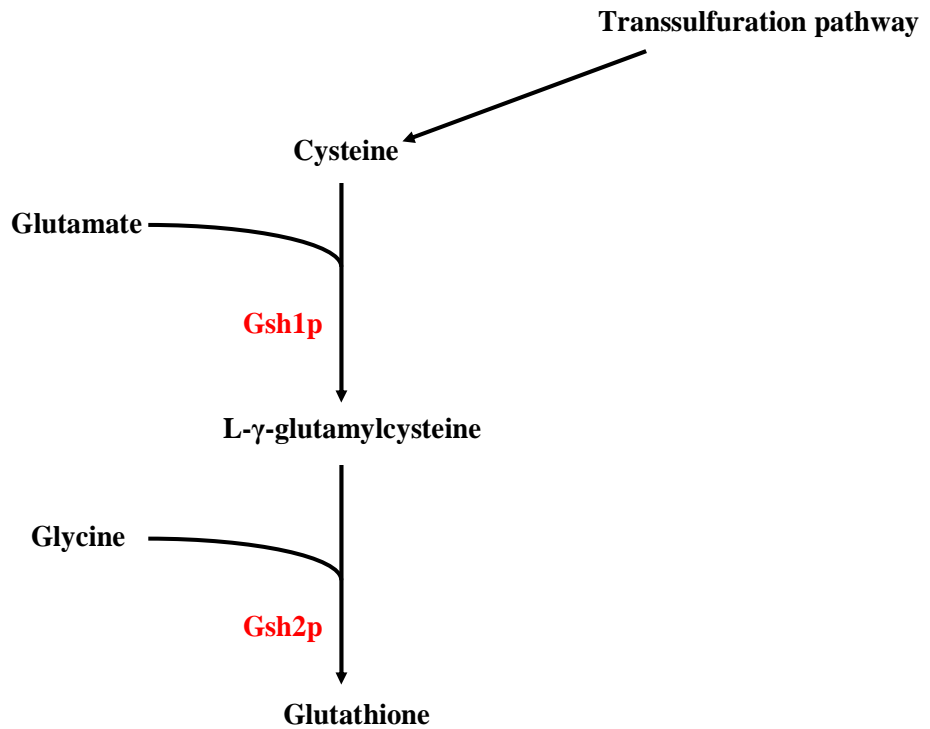 Transsulfuration pathway
Cysteine
Glutamate
Gsh1p
L-γ-glutamylcysteine
Glycine
Gsh2p
Glutathione